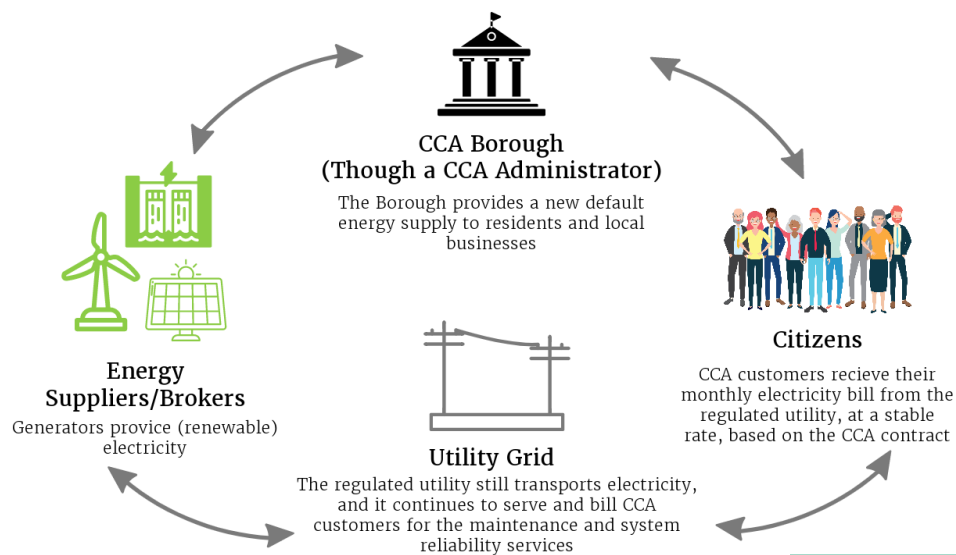 CCA Borough
(Though a CCA Administrator)
The Borough provides a new default
energy supply to residents and local
businesses
Energy
Suppliers/Brokers
Generators provice (renewable)
electricity
Citizens
CCA customers recieve their
monthly electricity bill from the
regulated utility, at a stable
rate, based on the CCA contract
Utility Grid
The regulated utility still transports electricity,
and it continues to serve and bill CCA
customers for the maintenance and system
reliability services